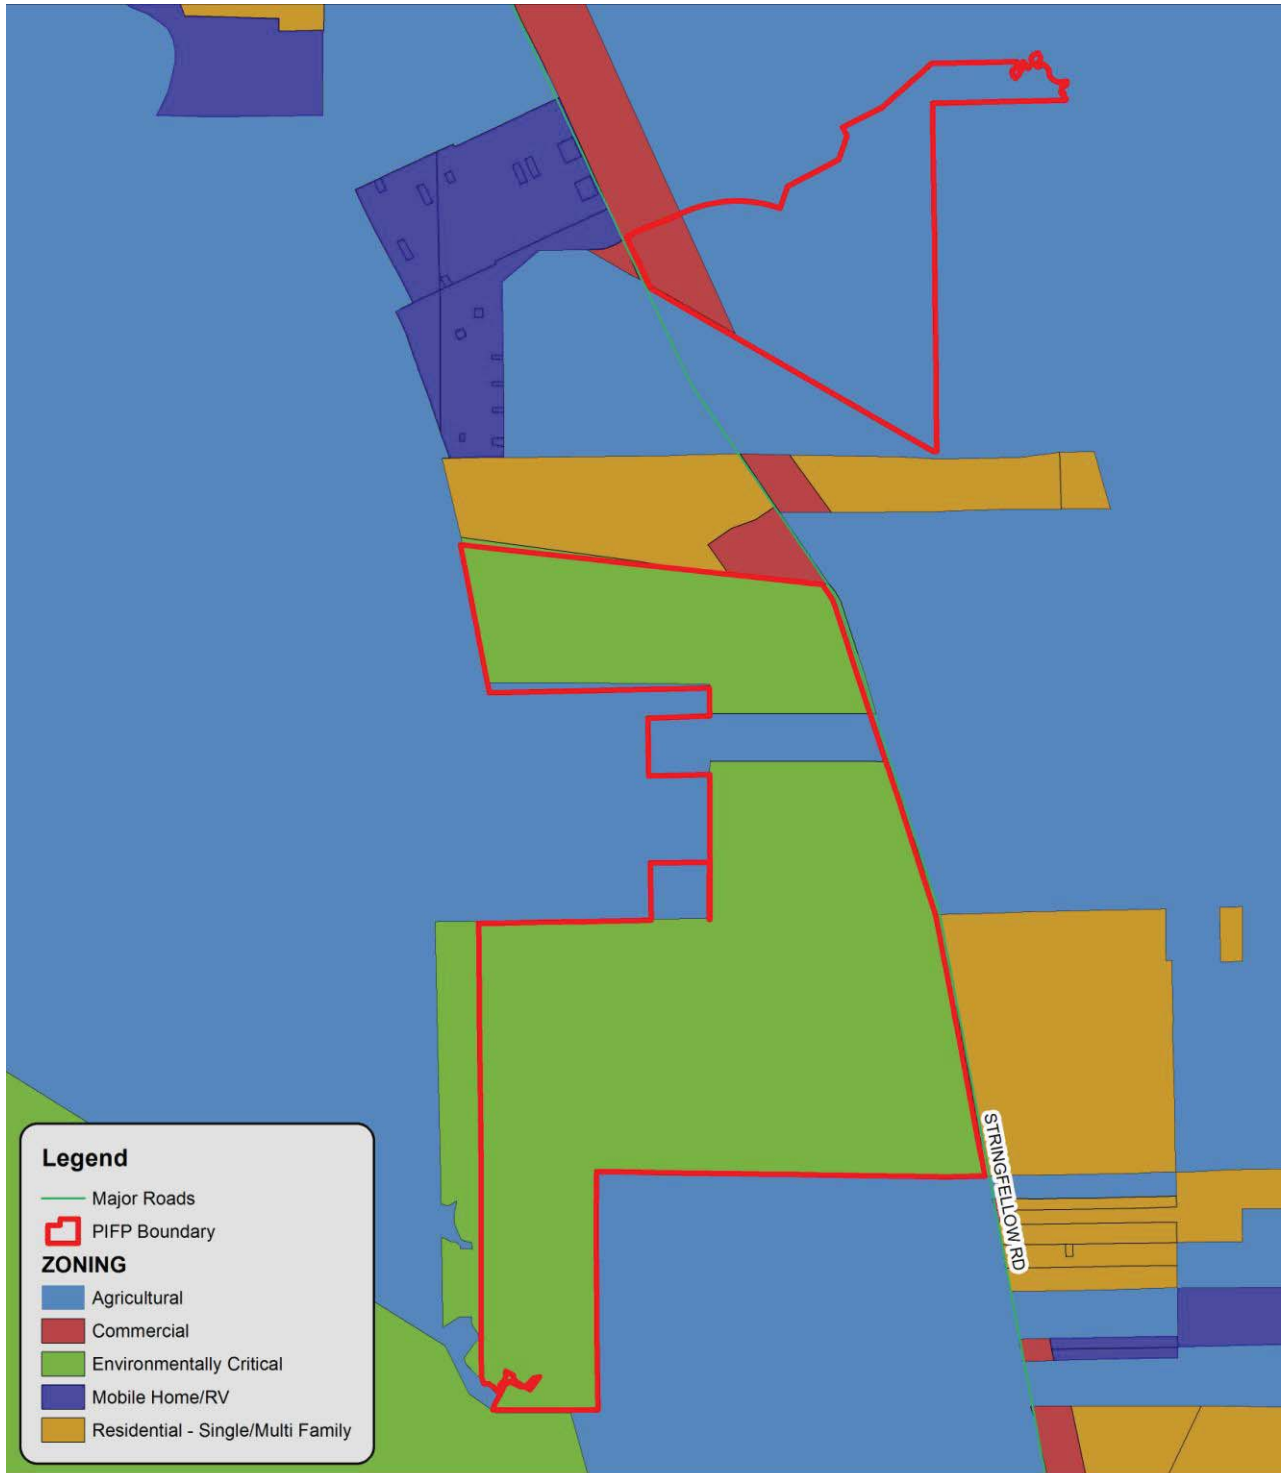 STRINGFELLOW RD
Legend
Major Roads
PIFP Boundary
ZONING
Agricultural
Commercial
Environmentally Critical
Mobile Home/RV
Residential - Single/Multi Family